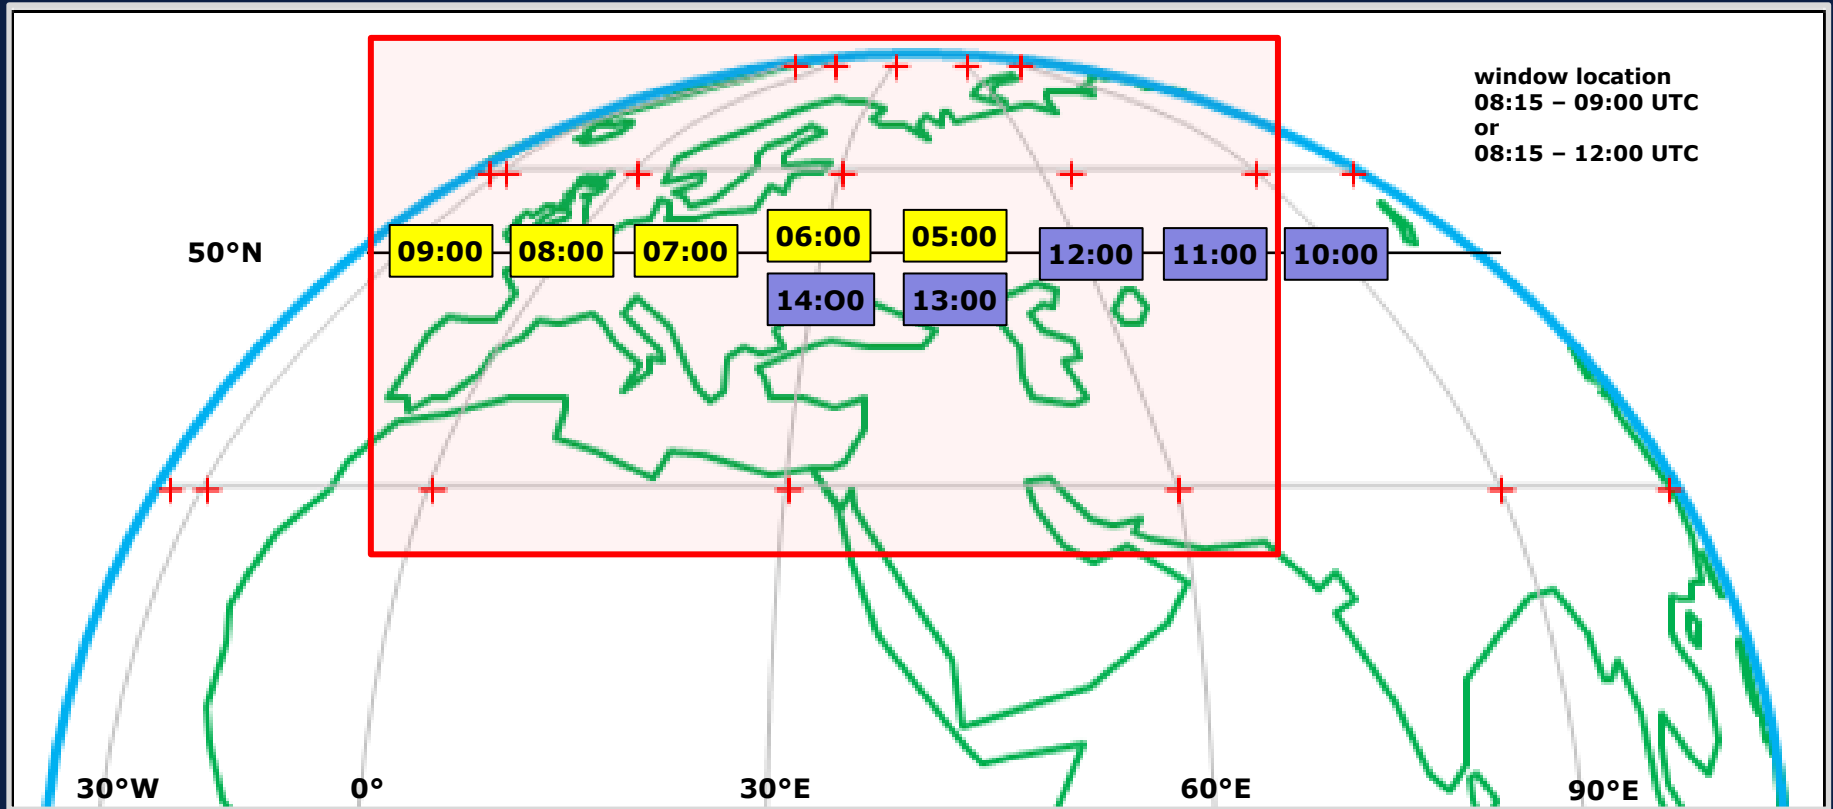 window location
08:15 – 09:00 UTC
or
08:15 – 12:00 UTC
50°N
09:00
08:00
07:00
06:00
05:00
12:00
11:00
10:00
14:O0
13:00
30°W
0°
30°E
60°E
90°E